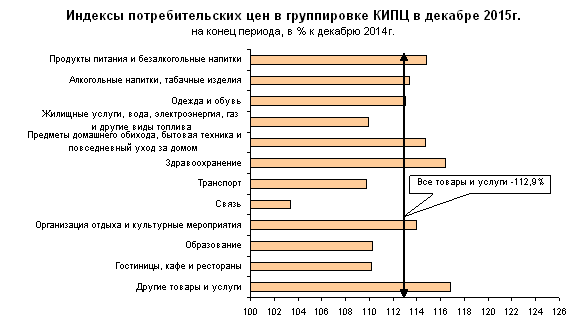 Индексы потребительских цен в группировке КИПЦ в декабре 2015г.
на конец периода, в % к декабрю 2014г.
Продукты питания и безалкогольные напитки
Алкогольные напитки, табачные изделия
Одежда и обувь
Жилищные услуги, вода, электроэнергия, газ
и другие виды топлива
Предметы домашнего обихода, бытовая техника и
повседневный уход за домом
Здравоохранение
Транспорт
Все товары и услуги -112,9%
Связь
Организация отдыха и культурные мероприятия
Образование
Гостиницы, кафе и рестораны
Другие товары и услуги
100 102 104 106 108 110 112 114 116 118 120 122 124 126